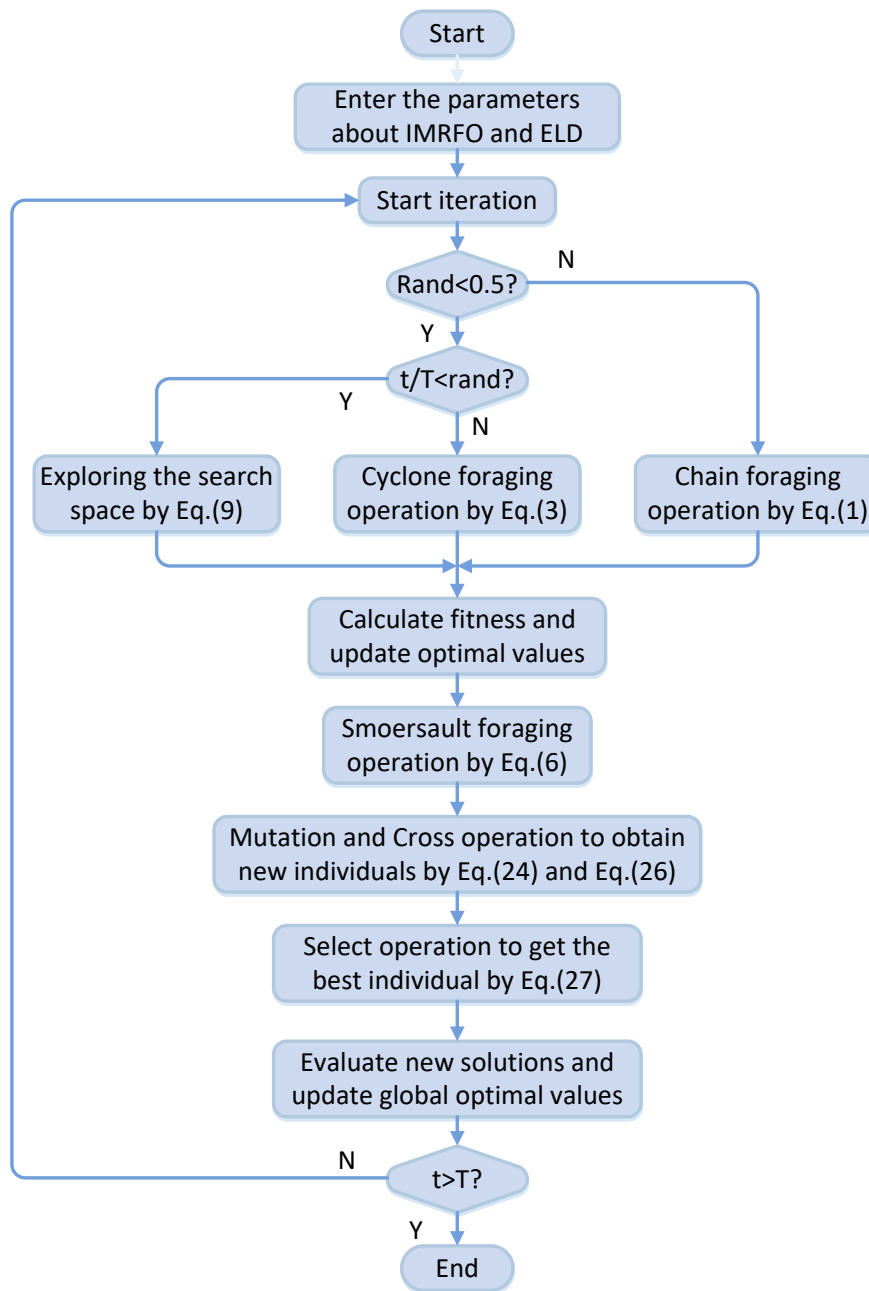 Start
Enter the parameters
about IMRFO and ELD
Start iteration
Rand<0.5?
N
Y
t/T<rand?
Y
N
Exploring the search
space by Eq.(9)
Cyclone foraging
operation by Eq.(3)
Chain foraging
operation by Eq.(1)
Calculate fitness and
update optimal values
Smoersault foraging
operation by Eq.(6)
Mutation and Cross operation to obtain
new individuals by Eq.(24) and Eq.(26)
Select operation to get the
best individual by Eq.(27)
Evaluate new solutions and
update global optimal values
N
t>T?
Y
End